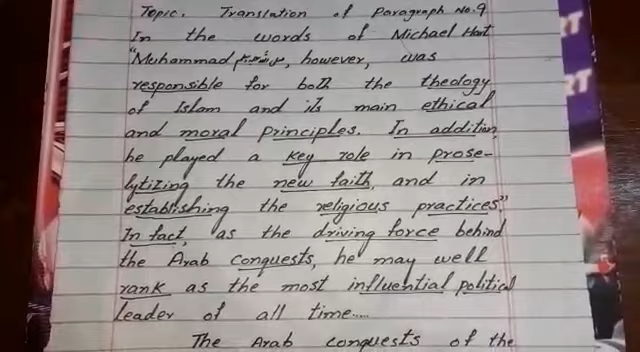 Topic. Translation of Paragraph No. 9
In the words of Michael Hart
"Muhammad ﷺ, however, was
responsible for both the theology
of Islam and its main ethical
and moral principles. In addition,
he played a key role in prose-
lytizing the new faith, and in
establishing the religious practices"
In fact, as the driving force behind
the Arab conquests, he may well
rank as the most influential political
leader of all time.....
The Arab conquests of the
RT
RT